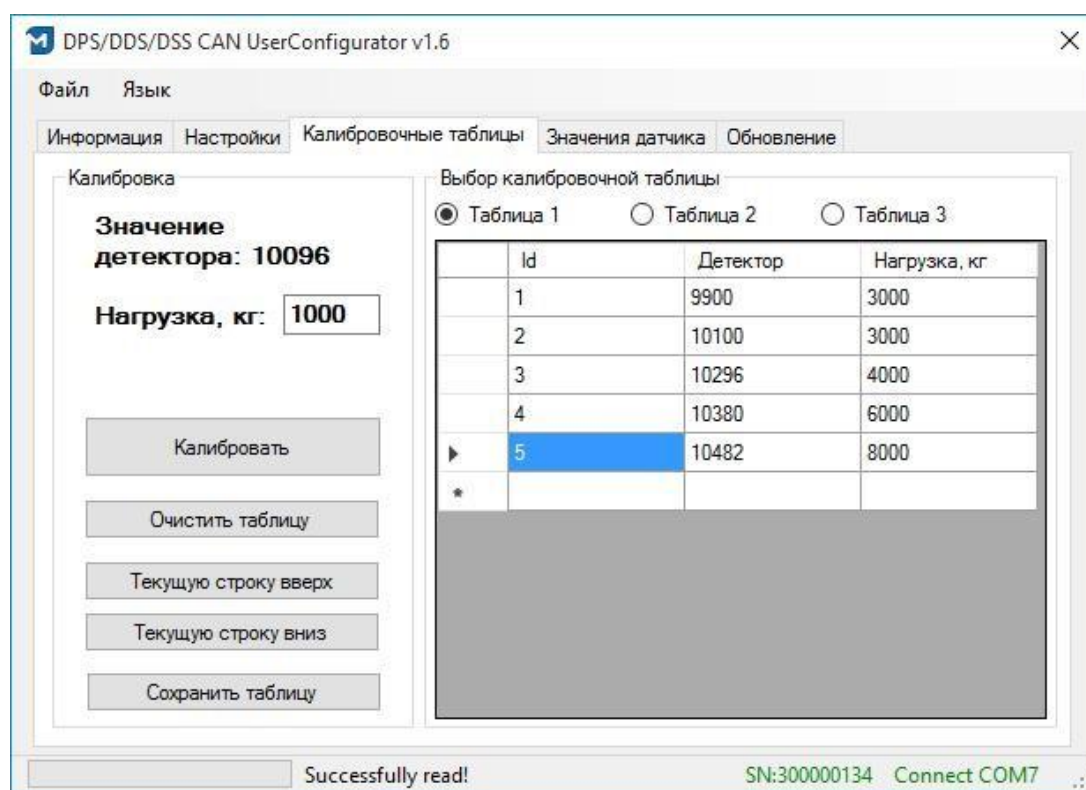 DPS/DDS/DSS CAN UserConfigurator v1.6
Файл Язык
Информация Настройки Калибровочные таблицы Значения датчика Обновление
Калибровка
Значение
детектора: 10096
Нагрузка, кг: 1000
Калибровать
Очистить таблицу
Текущую строку вверх
Текущую строку вниз
Сохранить таблицу
Выбор калибровочной таблицы
Таблица 1 Таблица 2 Таблица 3
Id Детектор Нагрузка, кг
1 9900 3000
2 10100 3000
3 10296 4000
4 10380 6000
5 10482 8000
Successfully read! SN:300000134 Connect COM7